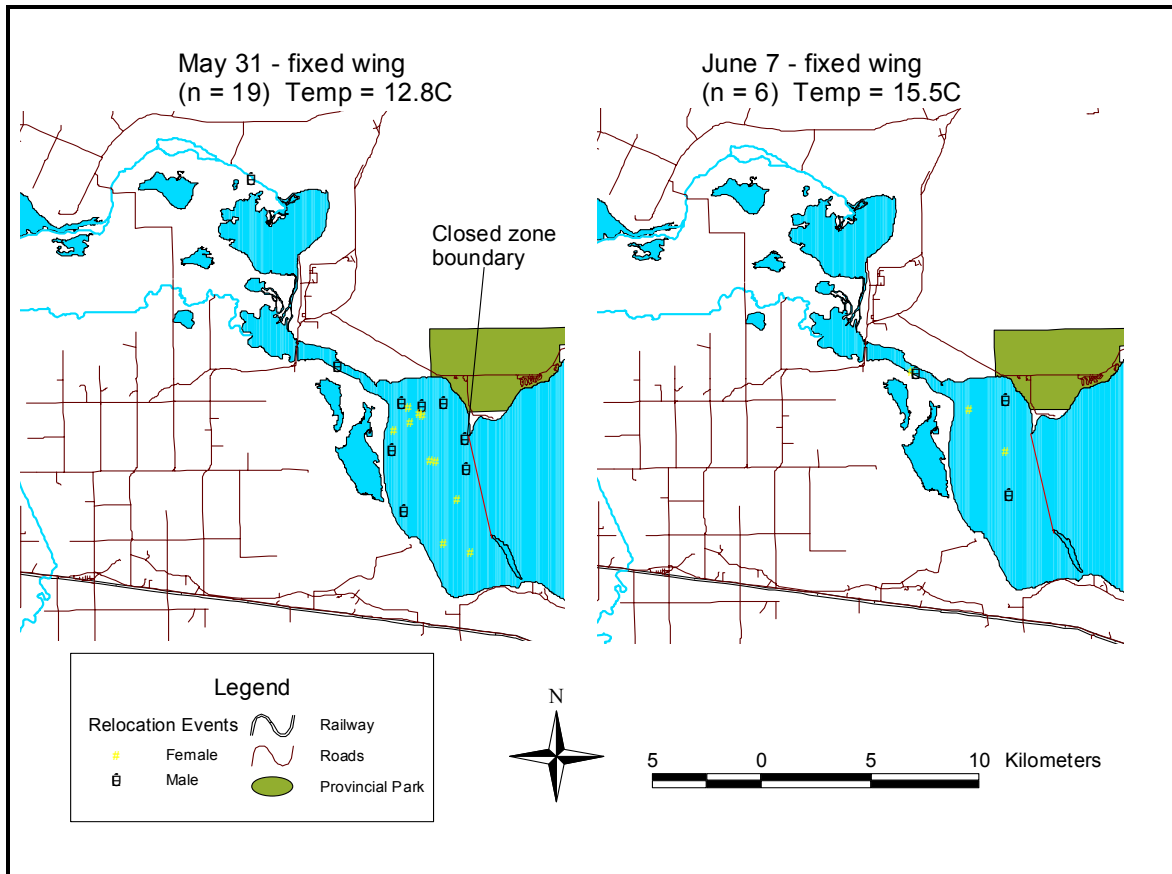 May 31 - fixed wing
(n = 19)  Temp = 12.8C
June 7 - fixed wing
(n = 6)  Temp = 15.5C
Closed zone
boundary
Legend
Relocation Events
# Female
Male
Railway
Roads
Provincial Park
N
5 0 5 10 Kilometers